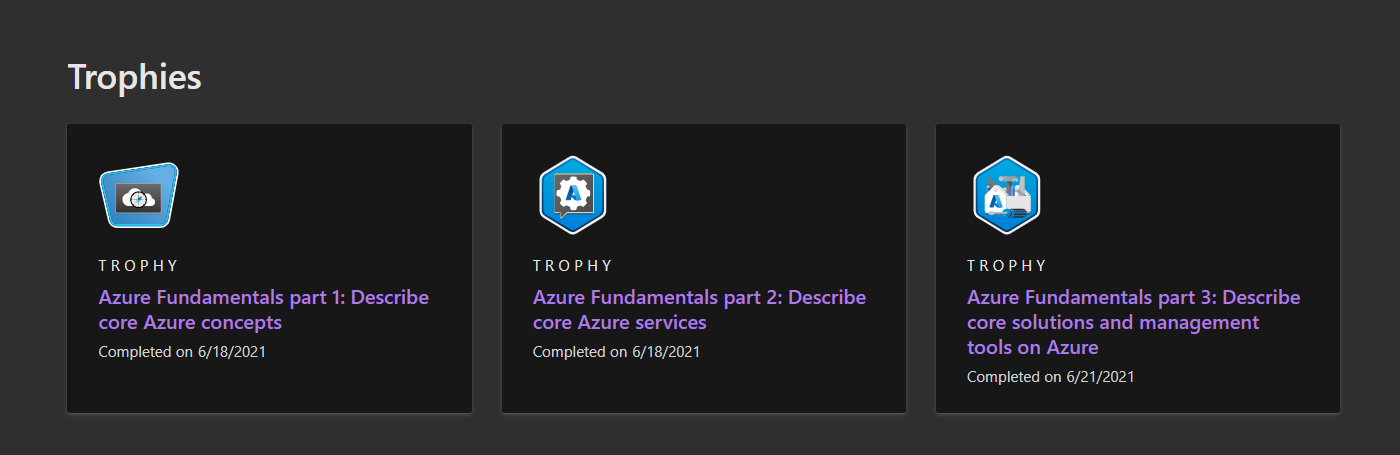 Trophies
TROPHY
Azure Fundamentals part 1: Describe
core Azure concepts
Completed on 6/18/2021
TROPHY
Azure Fundamentals part 2: Describe
core Azure services
Completed on 6/18/2021
TROPHY
Azure Fundamentals part 3: Describe
core solutions and management
tools on Azure
Completed on 6/21/2021